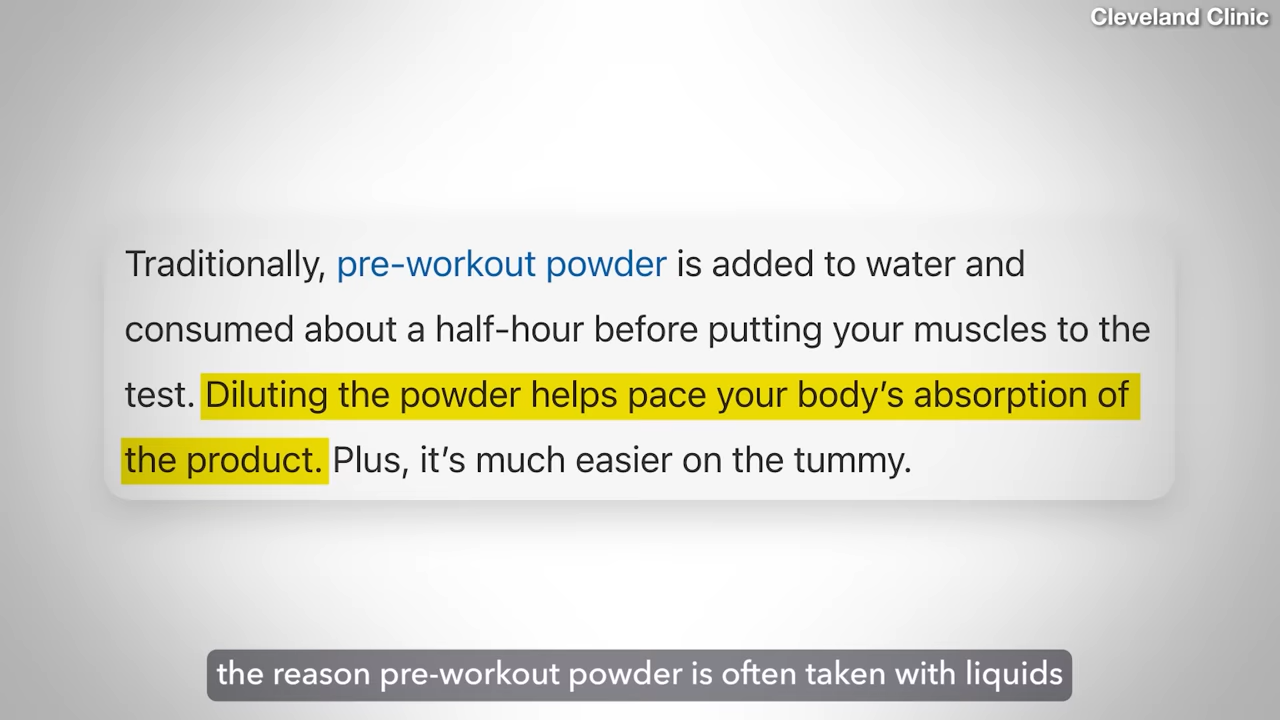 Cleveland Clinic
Traditionally, pre-workout powder is added to water and
consumed about a half-hour before putting your muscles to the
test. Diluting the powder helps pace your body’s absorption of
the product. Plus, it’s much easier on the tummy.
the reason pre-workout powder is often taken with liquids